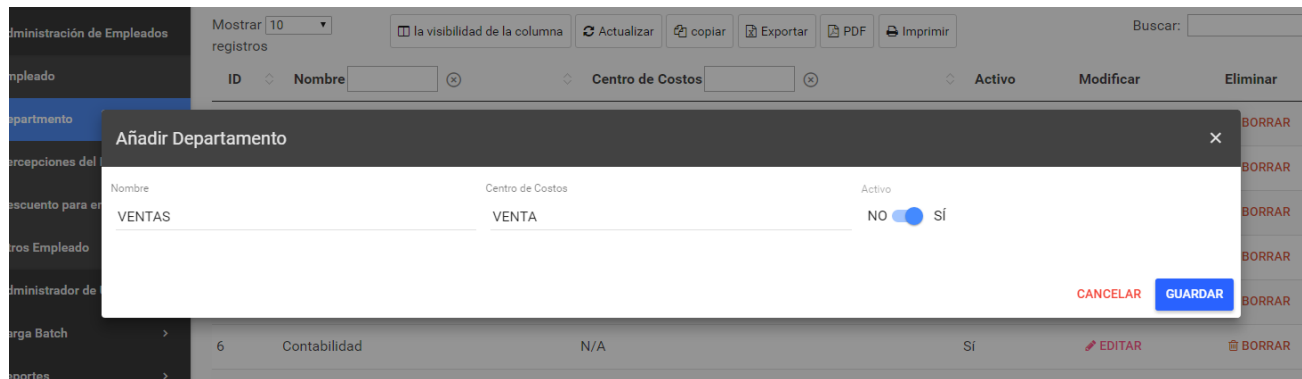 Mostrar 10
registros
la visibilidad de la columna Actualizar copiar Exportar PDF Imprimir
Buscar:
dministración de Empleados
mpleado
ID Nombre Centro de Costos Activo Modificar Eliminar
epartmento
BORRAR
Añadir Departamento
ercepciones del
BORRAR
Nombre Centro de Costos Activo
escuento para en
VENTAS VENTA NO SÍ
BORRAR
tros Empleado
BORRAR
dministrador de
CANCELAR GUARDAR
BORRAR
arga Batch
6 Contabilidad N/A Sí EDITAR BORRAR
eportes